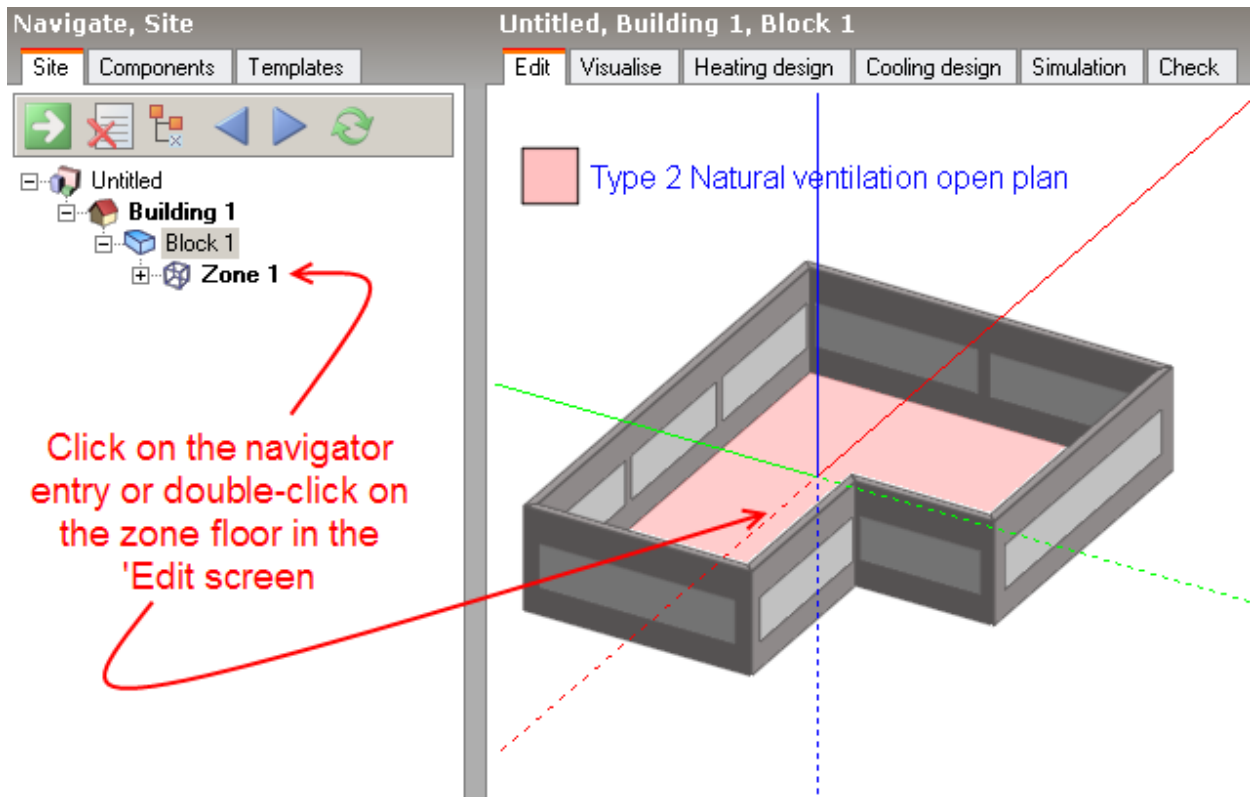 Navigate, Site
Site Components Templates
Untitled
Building 1
Block 1
Zone 1
Click on the navigator
entry or double-click on
the zone floor in the
'Edit screen
Untitled, Building 1, Block 1
Edit Visualise Heating design Cooling design Simulation Check
Type 2 Natural ventilation open plan